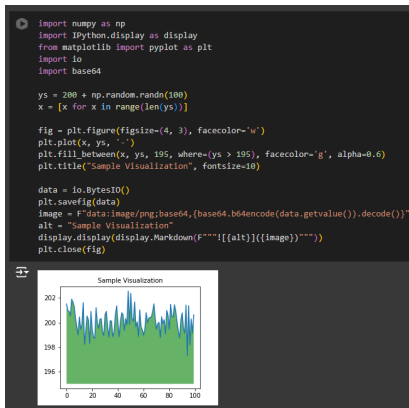 import numpy as np
import IPython.display as display
from matplotlib import pyplot as plt
import io
import base64

ys = 200 + np.random.randn(100)
x = [x for x in range(len(ys))]

fig = plt.figure(figsize=(4, 3), facecolor='w')
plt.plot(x, ys, '-')
plt.fill_between(x, ys, 195, where=(ys > 195), facecolor='g', alpha=0.6)
plt.title("Sample Visualization", fontsize=10)

data = io.BytesIO()
plt.savefig(data)
image = F"data:image/png;base64,{base64.b64encode(data.getvalue()).decode()}"
alt = "Sample Visualization"
display.display(display.Markdown(F"""![{alt}]({image})"""))
plt.close(fig)
Sample Visualization
202
200
198
196
0 20 40 60 80 100